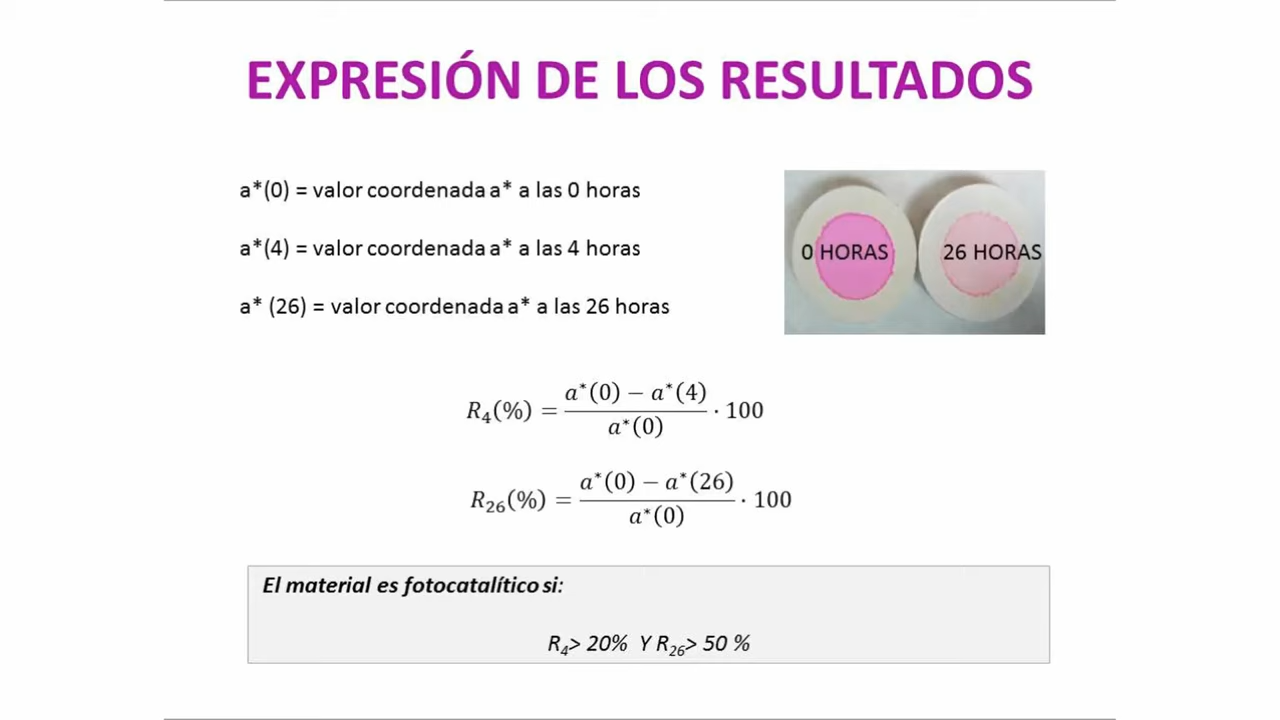 EXPRESIÓN DE LOS RESULTADOS
a*(0) = valor coordenada a* a las 0 horas
a*(4) = valor coordenada a* a las 4 horas
a* (26) = valor coordenada a* a las 26 horas
0 HORAS 26 HORAS
R₄(%) = (a*(0) − a*(4)) / a*(0) · 100
R₂₆(%) = (a*(0) − a*(26)) / a*(0) · 100
El material es fotocatalítico si:
R₄> 20% Y R₂₆> 50 %